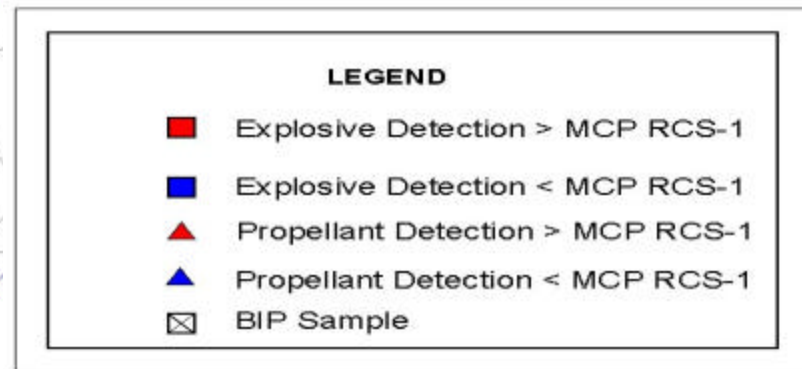 LEGEND
Explosive Detection > MCP RCS-1
Explosive Detection < MCP RCS-1
Propellant Detection > MCP RCS-1
Propellant Detection < MCP RCS-1
BIP Sample